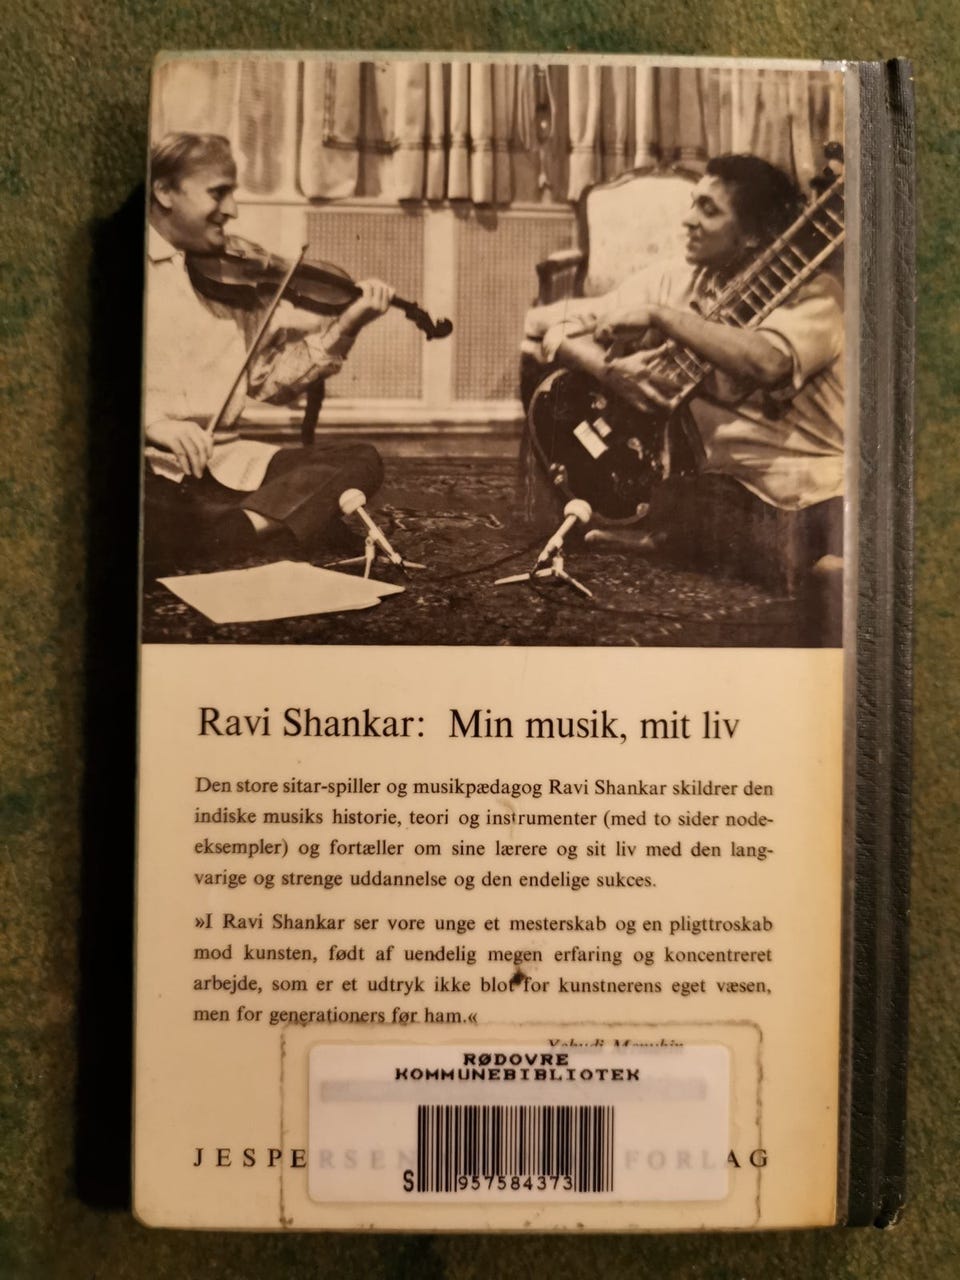 Ravi Shankar: Min musik, mit liv
Den store sitar-spiller og musikpædagog Ravi Shankar skildrer den
indiske musiks historie, teori og instrumenter (med to sider node-
eksempler) og fortæller om sine lærere og sit liv med den lang-
varige og strenge uddannelse og den endelige sukces.
»I Ravi Shankar ser vore unge et mesterskab og en pligttroskab
mod kunsten, født af uendelig megen erfaring og koncentreret
arbejde, som er et udtryk ikke blot for kunstnerens eget væsen,
men for generationers før ham.«
Yehudi Menuhin
RØDOVRE
KOMMUNEBIBLIOTEK
JESPERSEN FORLAG
S 957584373